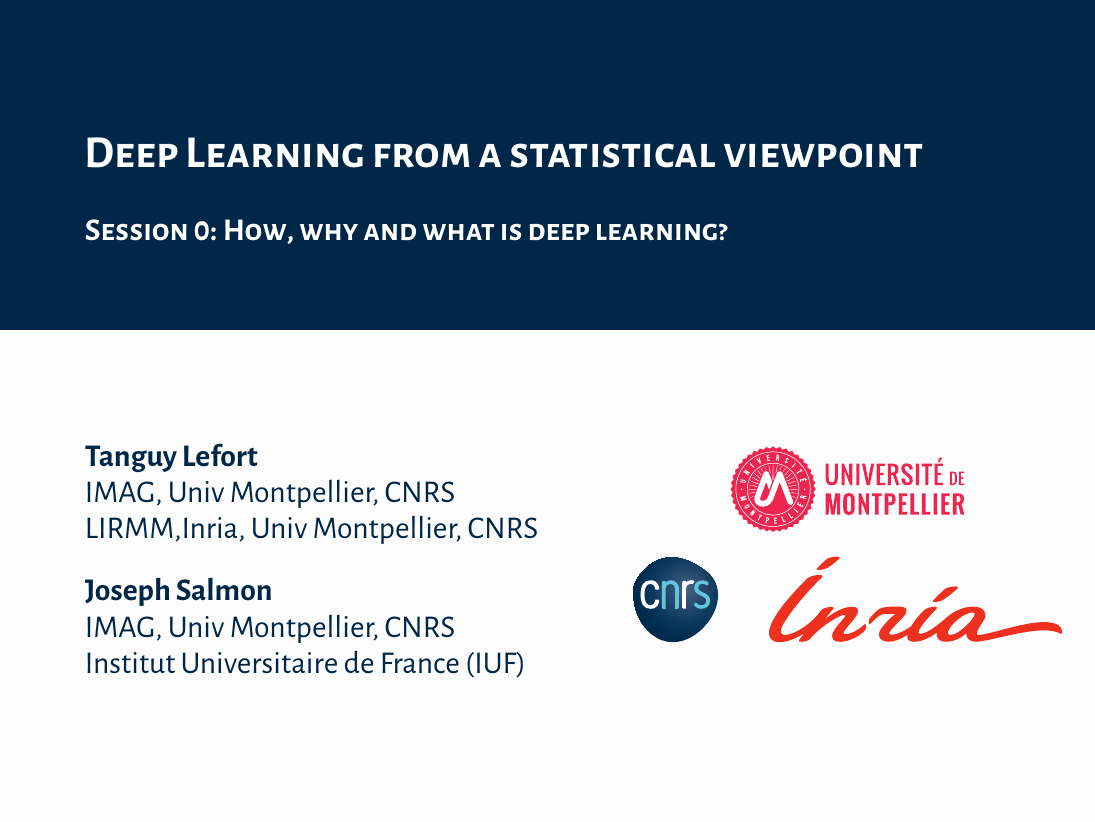 Deep Learning from a statistical viewpoint
Session 0: How, why and what is deep learning?
Tanguy Lefort
IMAG, Univ Montpellier, CNRS
LIRMM,Inria, Univ Montpellier, CNRS
Joseph Salmon
IMAG, Univ Montpellier, CNRS
Institut Universitaire de France (IUF)
UNIVERSITÉ MONTPELLIER
UNIVERSITÉ DE
MONTPELLIER
cnrs
Inria